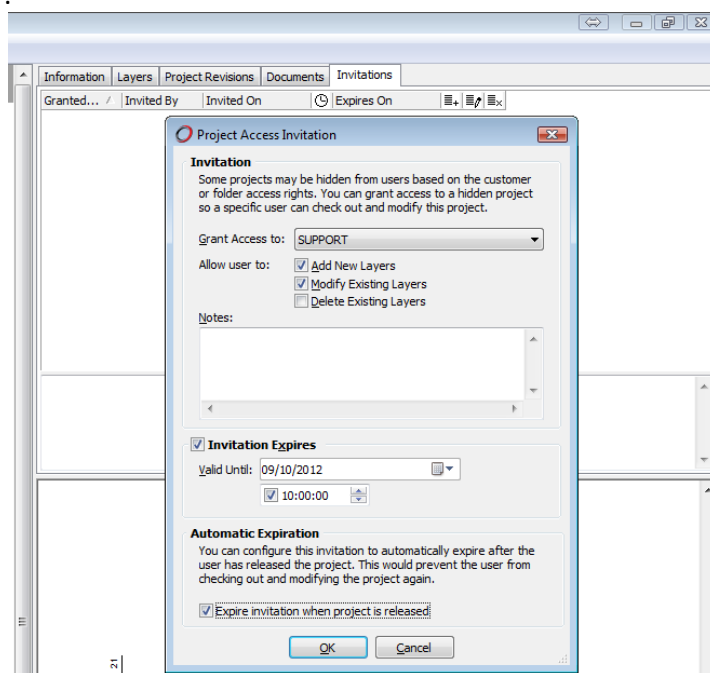 Information Layers Project Revisions Documents Invitations
Granted... Invited By Invited On Expires On
Project Access Invitation
Invitation
Some projects may be hidden from users based on the customer
or folder access rights. You can grant access to a hidden project
so a specific user can check out and modify this project.
Grant Access to: SUPPORT
Allow user to: Add New Layers
Modify Existing Layers
Delete Existing Layers
Notes:
Invitation Expires
Valid Until: 09/10/2012
10:00:00
Automatic Expiration
You can configure this invitation to automatically expire after the
user has released the project. This would prevent the user from
checking out and modifying the project again.
Expire invitation when project is released
OK Cancel
21